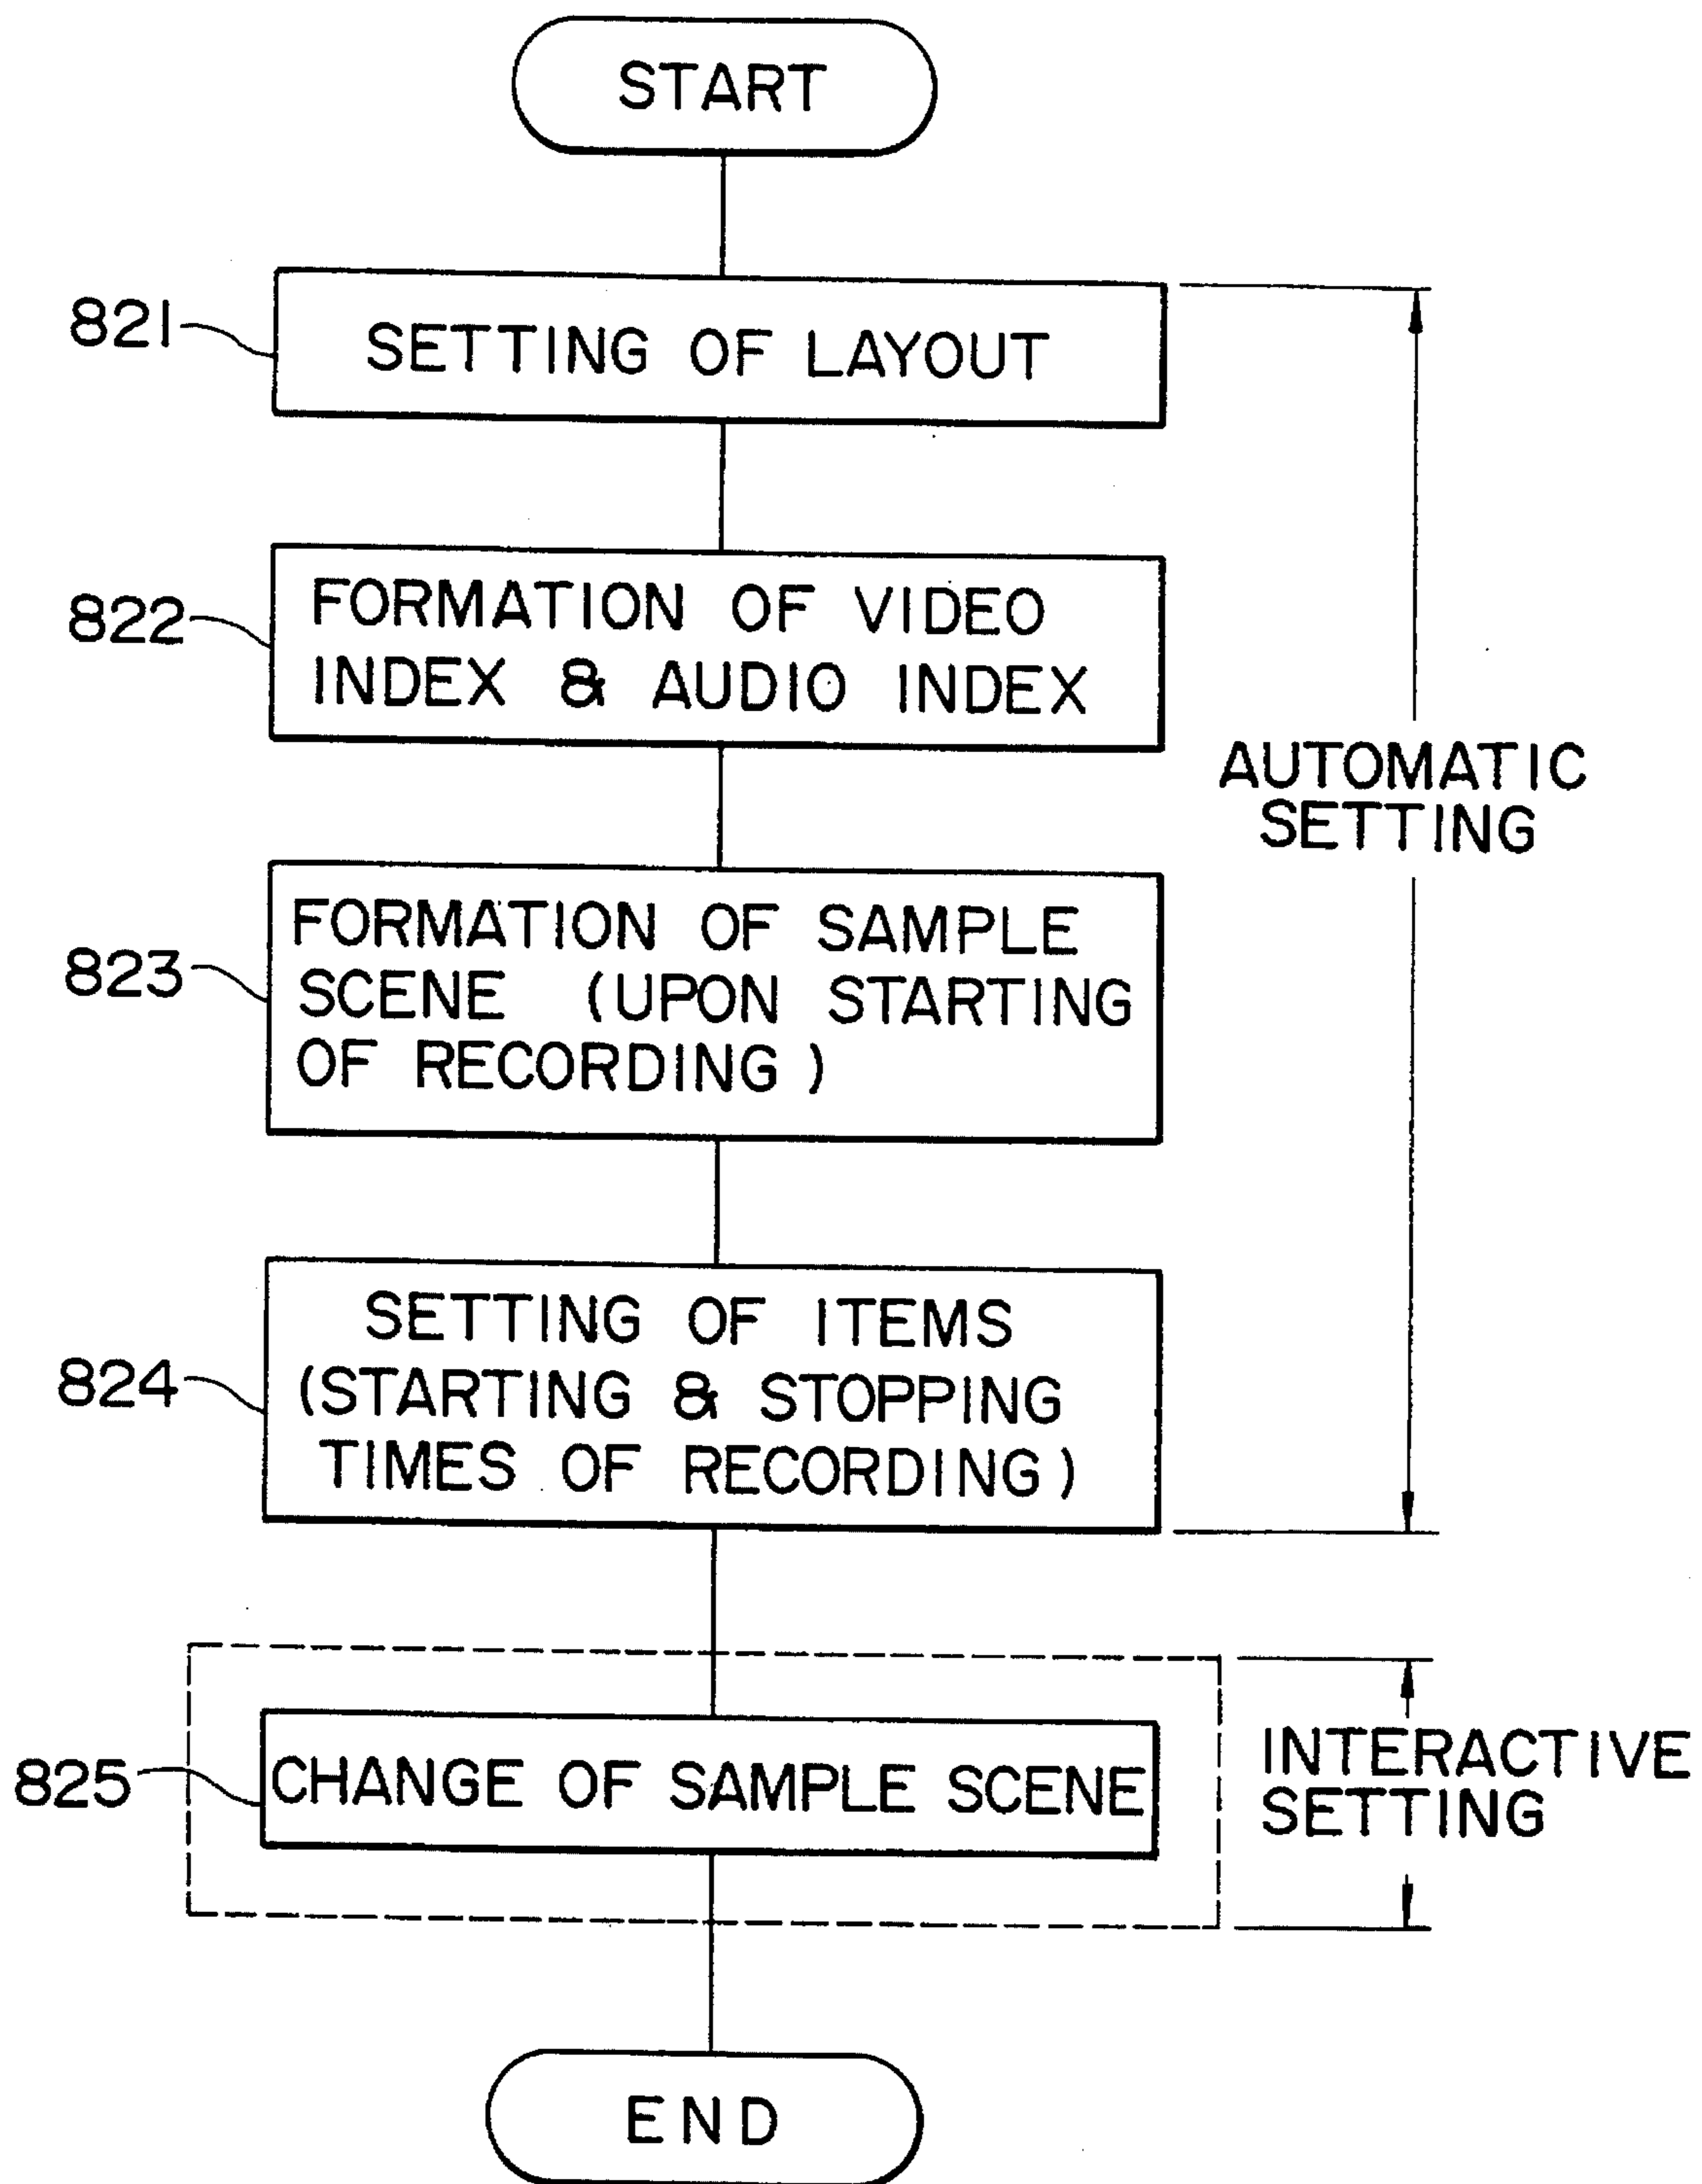 START
821
SETTING OF LAYOUT
822
FORMATION OF VIDEO
INDEX & AUDIO INDEX
AUTOMATIC
SETTING
823
FORMATION OF SAMPLE
SCENE (UPON STARTING
OF RECORDING)
824
SETTING OF ITEMS
(STARTING & STOPPING
TIMES OF RECORDING)
825
CHANGE OF SAMPLE SCENE
INTERACTIVE
SETTING
END